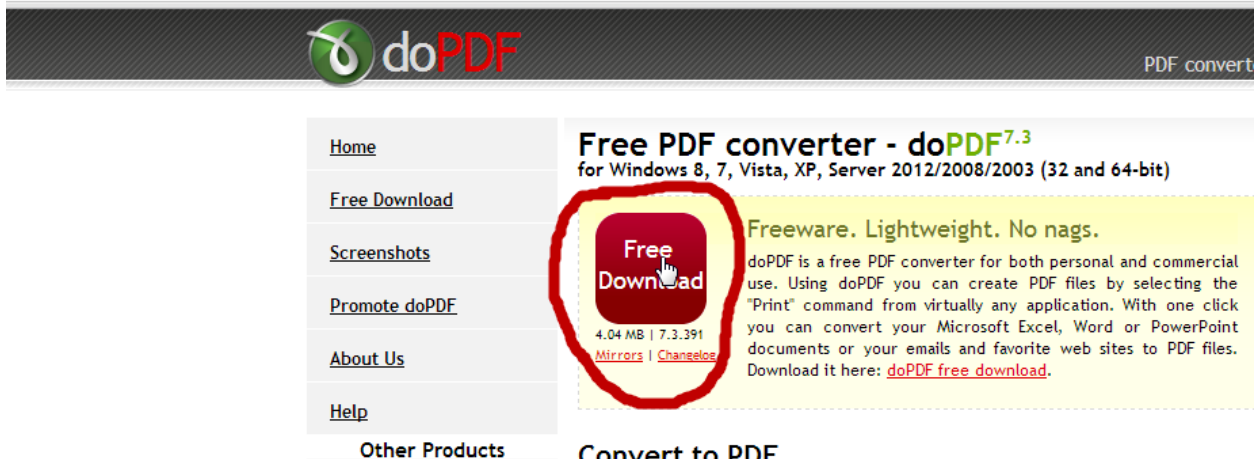 doPDF
PDF converte
Home
Free Download
Screenshots
Promote doPDF
About Us
Help
Other Products
Free PDF converter - doPDF7.3
for Windows 8, 7, Vista, XP, Server 2012/2008/2003 (32 and 64-bit)
Free
Download
4.04 MB | 7.3.391
Mirrors | Changelog
Freeware. Lightweight. No nags.
doPDF is a free PDF converter for both personal and commercial
use. Using doPDF you can create PDF files by selecting the
"Print" command from virtually any application. With one click
you can convert your Microsoft Excel, Word or PowerPoint
documents or your emails and favorite web sites to PDF files.
Download it here: doPDF free download.
Convert to PDF